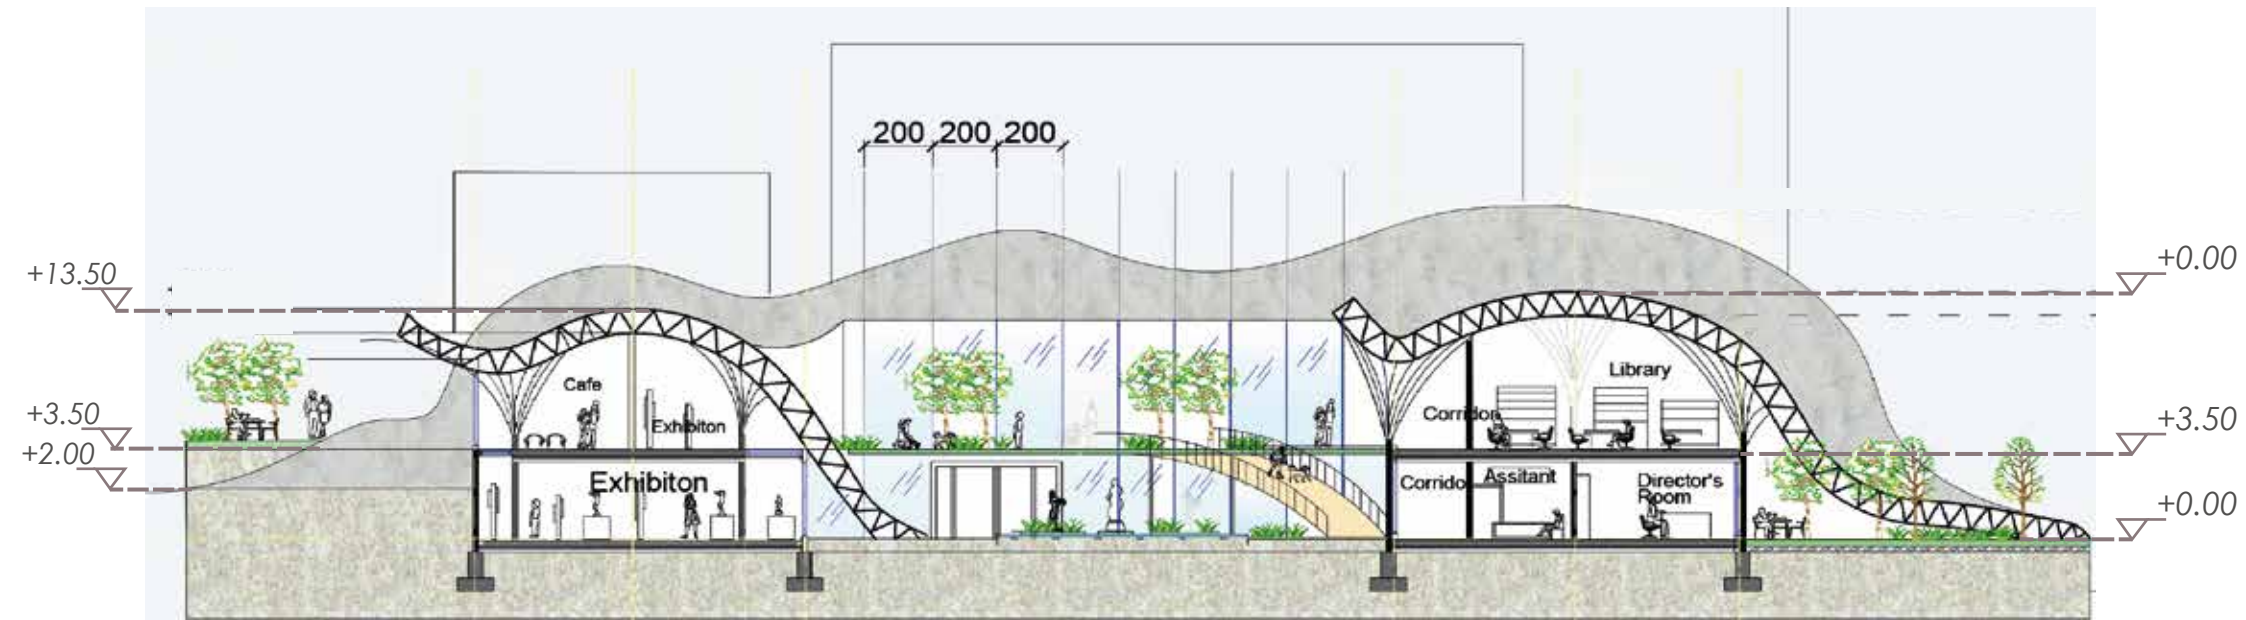 200 200 200
+0.00
+13.50
Library
Cafe
Corridor
Exhibiton
+3.50
+3.50
+2.00
Exhibiton
Corrido
Assitant
Director's
Room
+0.00